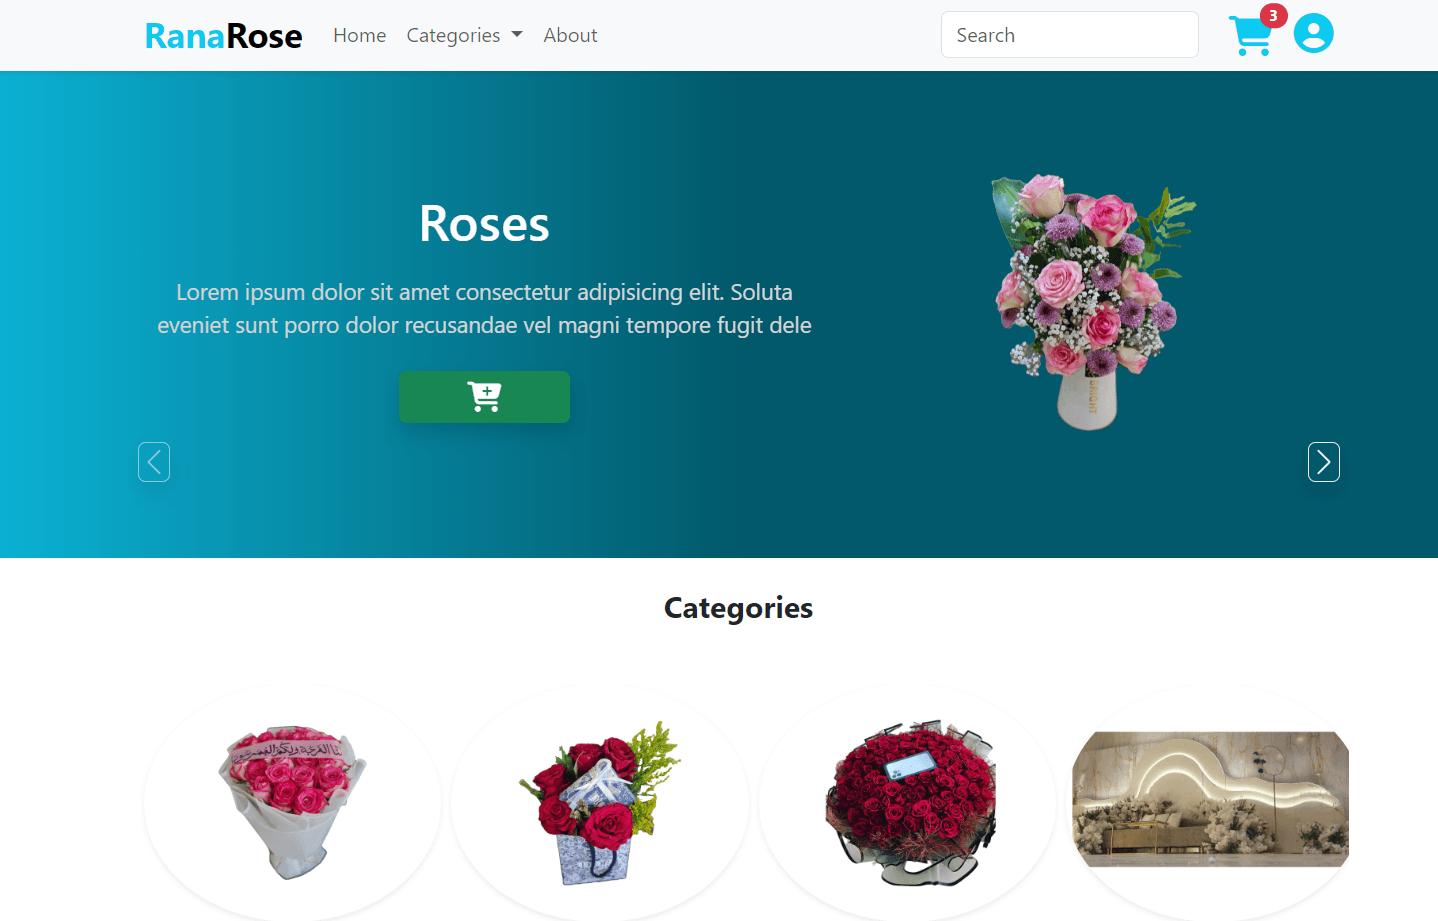 RanaRose
Home
Categories
About
Search
3
Roses
Lorem ipsum dolor sit amet consectetur adipisicing elit. Soluta
eveniet sunt porro dolor recusandae vel magni tempore fugit dele
Categories